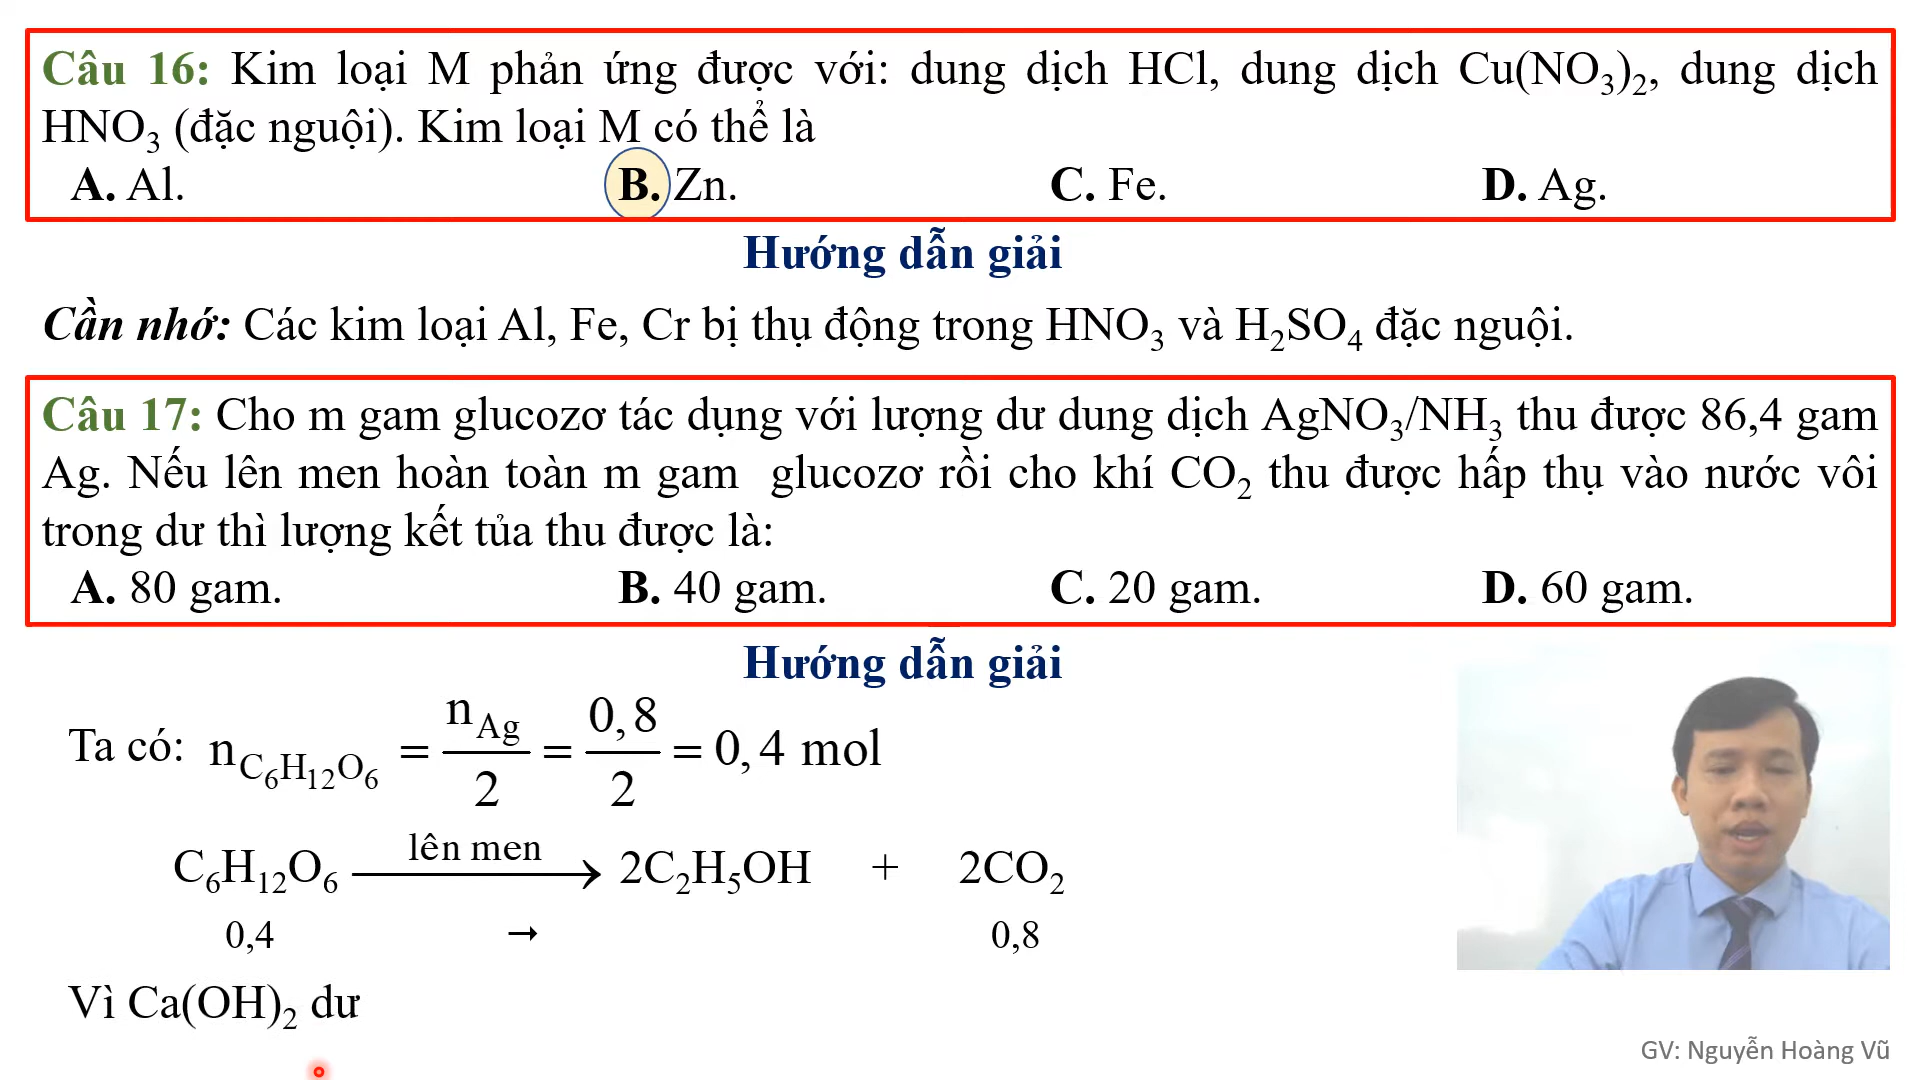 Câu 16: Kim loại M phản ứng được với: dung dịch HCl, dung dịch Cu(NO₃)₂, dung dịch
HNO₃ (đặc nguội). Kim loại M có thể là
A. Al. B. Zn. C. Fe. D. Ag.
Hướng dẫn giải
Cần nhớ: Các kim loại Al, Fe, Cr bị thụ động trong HNO₃ và H₂SO₄ đặc nguội.
Câu 17: Cho m gam glucozơ tác dụng với lượng dư dung dịch AgNO₃/NH₃ thu được 86,4 gam
Ag. Nếu lên men hoàn toàn m gam glucozơ rồi cho khí CO₂ thu được hấp thụ vào nước vôi
trong dư thì lượng kết tủa thu được là:
A. 80 gam. B. 40 gam. C. 20 gam. D. 60 gam.
Hướng dẫn giải
Ta có: n C₆H₁₂O₆ = n Ag / 2 = 0,8 / 2 = 0,4 mol
C₆H₁₂O₆ lên men → 2C₂H₅OH + 2CO₂
0,4 → 0,8
Vì Ca(OH)₂ dư
GV: Nguyễn Hoàng Vũ